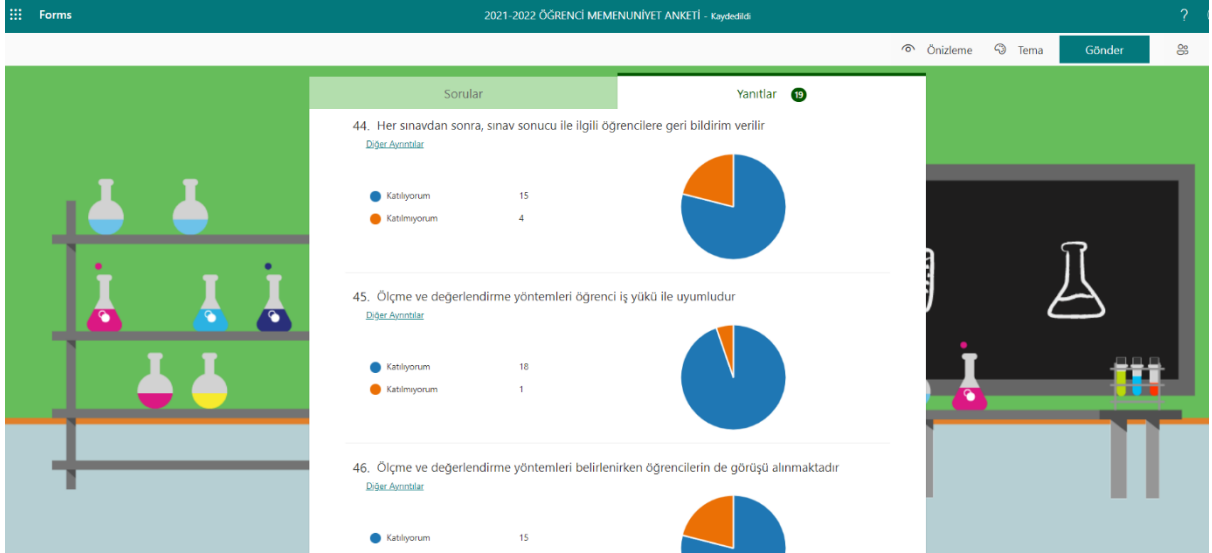 Forms
2021-2022 ÖĞRENCİ MEMENUNİYET ANKETİ - Kaydedildi
?
Önizleme
Tema
Gönder
Sorular
Yanıtlar 19
44. Her sınavdan sonra, sınav sonucu ile ilgili öğrencilere geri bildirim verilir
Diğer Ayrıntılar
Katılıyorum 15
Katılmıyorum 4
45. Ölçme ve değerlendirme yöntemleri öğrenci iş yükü ile uyumludur
Diğer Ayrıntılar
Katılıyorum 18
Katılmıyorum 1
46. Ölçme ve değerlendirme yöntemleri belirlenirken öğrencilerin de görüşü alınmaktadır
Diğer Ayrıntılar
Katılıyorum 15